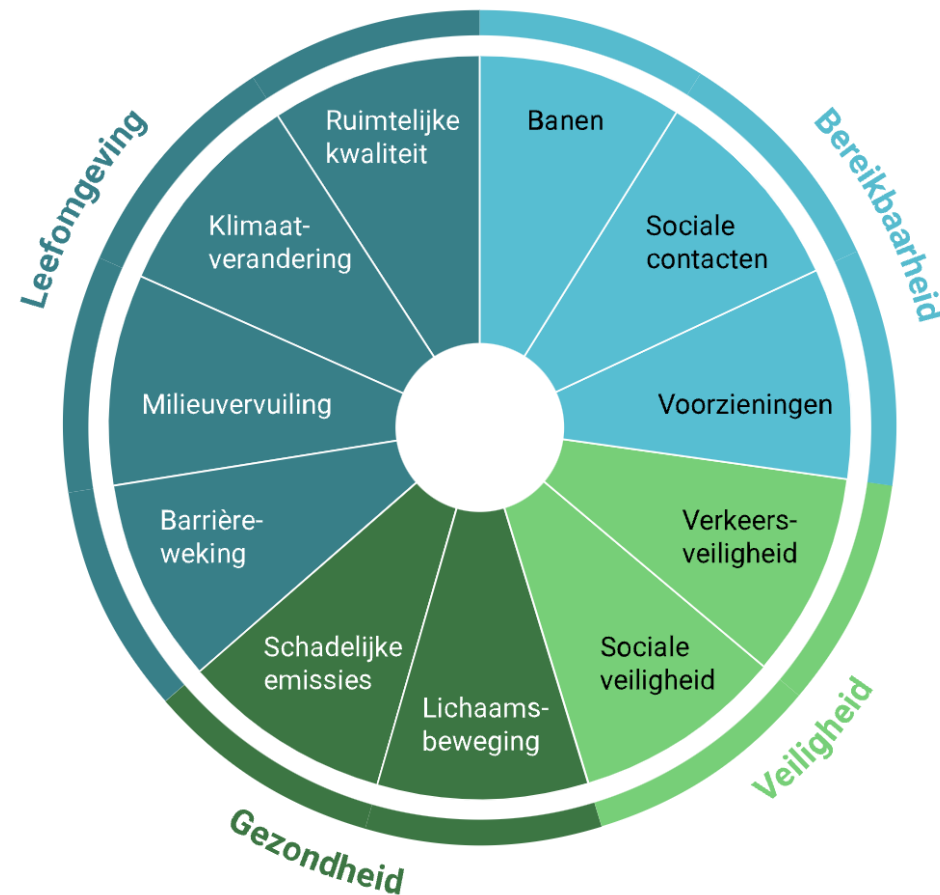 Bereikbaarheid
Banen
Sociale
contacten
Voorzieningen
Veiligheid
Verkeers-
veiligheid
Sociale
veiligheid
Gezondheid
Lichaams-
beweging
Schadelijke
emissies
Leefomgeving
Barrière-
weking
Milieuvervuiling
Klimaat-
verandering
Ruimtelijke
kwaliteit